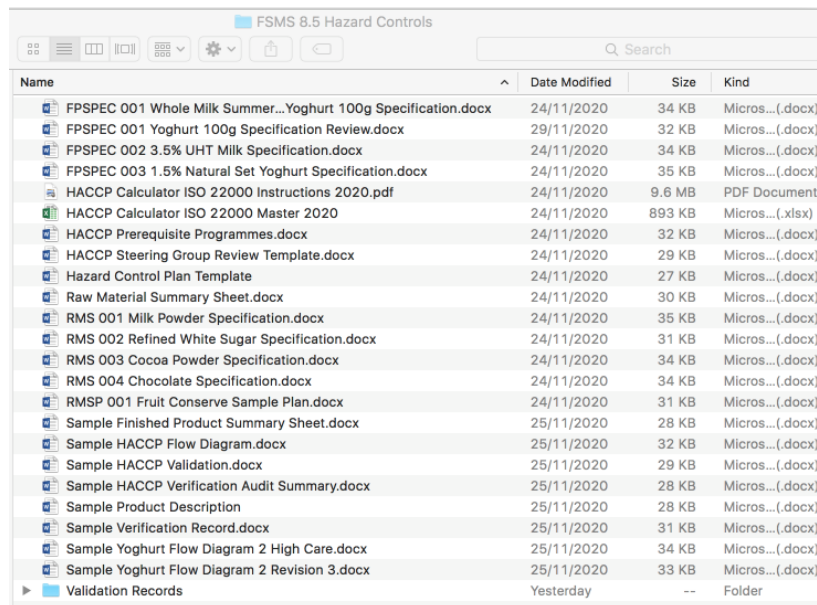 FSMS 8.5 Hazard Controls
Search
Name Date Modified Size Kind
FPSPEC 001 Whole Milk Summer...Yoghurt 100g Specification.docx 24/11/2020 34 KB Micros...(.docx)
FPSPEC 001 Yoghurt 100g Specification Review.docx 29/11/2020 32 KB Micros...(.docx)
FPSPEC 002 3.5% UHT Milk Specification.docx 24/11/2020 34 KB Micros...(.docx)
FPSPEC 003 1.5% Natural Set Yoghurt Specification.docx 24/11/2020 35 KB Micros...(.docx)
HACCP Calculator ISO 22000 Instructions 2020.pdf 24/11/2020 9.6 MB PDF Document
HACCP Calculator ISO 22000 Master 2020 24/11/2020 893 KB Micros...(.xlsx)
HACCP Prerequisite Programmes.docx 24/11/2020 32 KB Micros...(.docx)
HACCP Steering Group Review Template.docx 24/11/2020 29 KB Micros...(.docx)
Hazard Control Plan Template 24/11/2020 27 KB Micros...(.docx)
Raw Material Summary Sheet.docx 24/11/2020 30 KB Micros...(.docx)
RMS 001 Milk Powder Specification.docx 24/11/2020 35 KB Micros...(.docx)
RMS 002 Refined White Sugar Specification.docx 24/11/2020 31 KB Micros...(.docx)
RMS 003 Cocoa Powder Specification.docx 24/11/2020 34 KB Micros...(.docx)
RMS 004 Chocolate Specification.docx 24/11/2020 34 KB Micros...(.docx)
RMSP 001 Fruit Conserve Sample Plan.docx 24/11/2020 31 KB Micros...(.docx)
Sample Finished Product Summary Sheet.docx 25/11/2020 28 KB Micros...(.docx)
Sample HACCP Flow Diagram.docx 25/11/2020 32 KB Micros...(.docx)
Sample HACCP Validation.docx 25/11/2020 29 KB Micros...(.docx)
Sample HACCP Verification Audit Summary.docx 25/11/2020 28 KB Micros...(.docx)
Sample Product Description 25/11/2020 28 KB Micros...(.docx)
Sample Verification Record.docx 25/11/2020 31 KB Micros...(.docx)
Sample Yoghurt Flow Diagram 2 High Care.docx 25/11/2020 34 KB Micros...(.docx)
Sample Yoghurt Flow Diagram 2 Revision 3.docx 25/11/2020 33 KB Micros...(.docx)
Validation Records Yesterday -- Folder